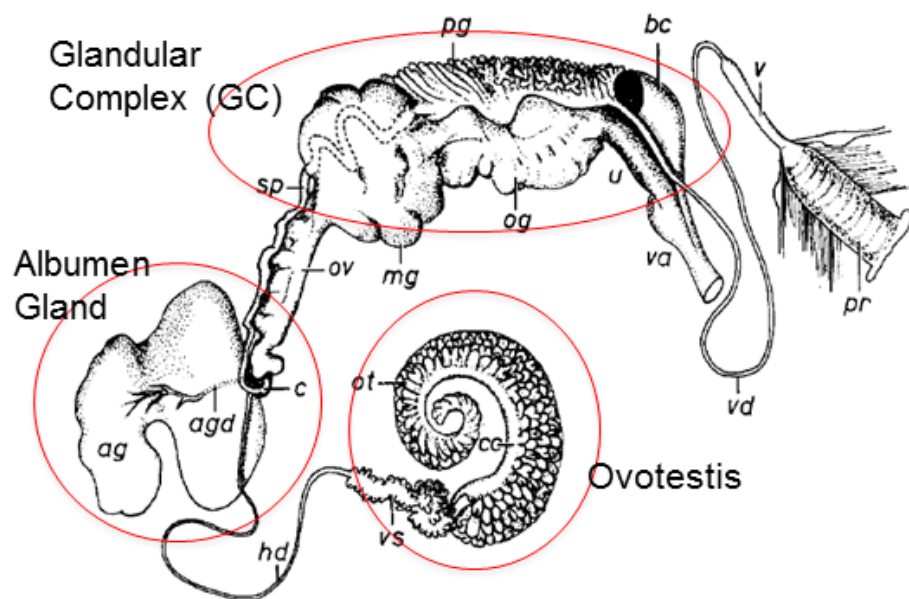 Glandular
Complex (GC)
pg
bc
v
sp
u
og
mg
ov
va
pr
Albumen
Gland
c
ot
vd
agd
ag
cc
Ovotestis
vs
hd